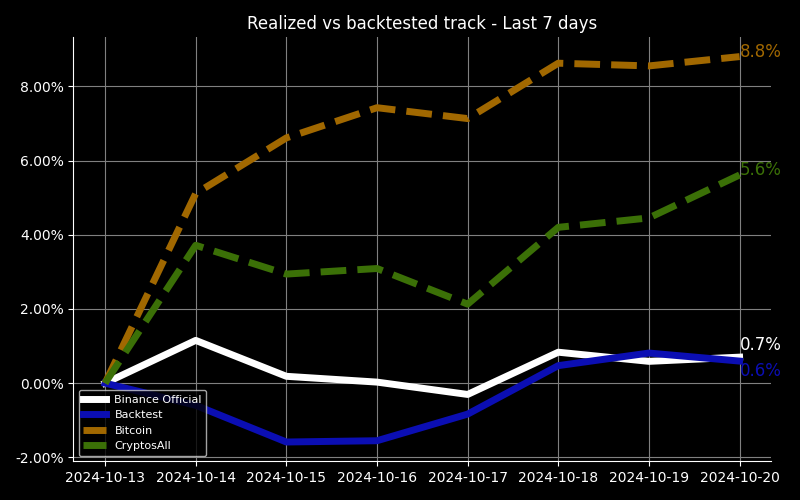 Realized vs backtested track - Last 7 days
8.8%
8.00%
6.00%
5.6%
4.00%
2.00%
0.7%
0.6%
0.00%
Binance Official
Backtest
Bitcoin
CryptosAll
-2.00%
2024-10-13 2024-10-14 2024-10-15 2024-10-16 2024-10-17 2024-10-18 2024-10-19 2024-10-20